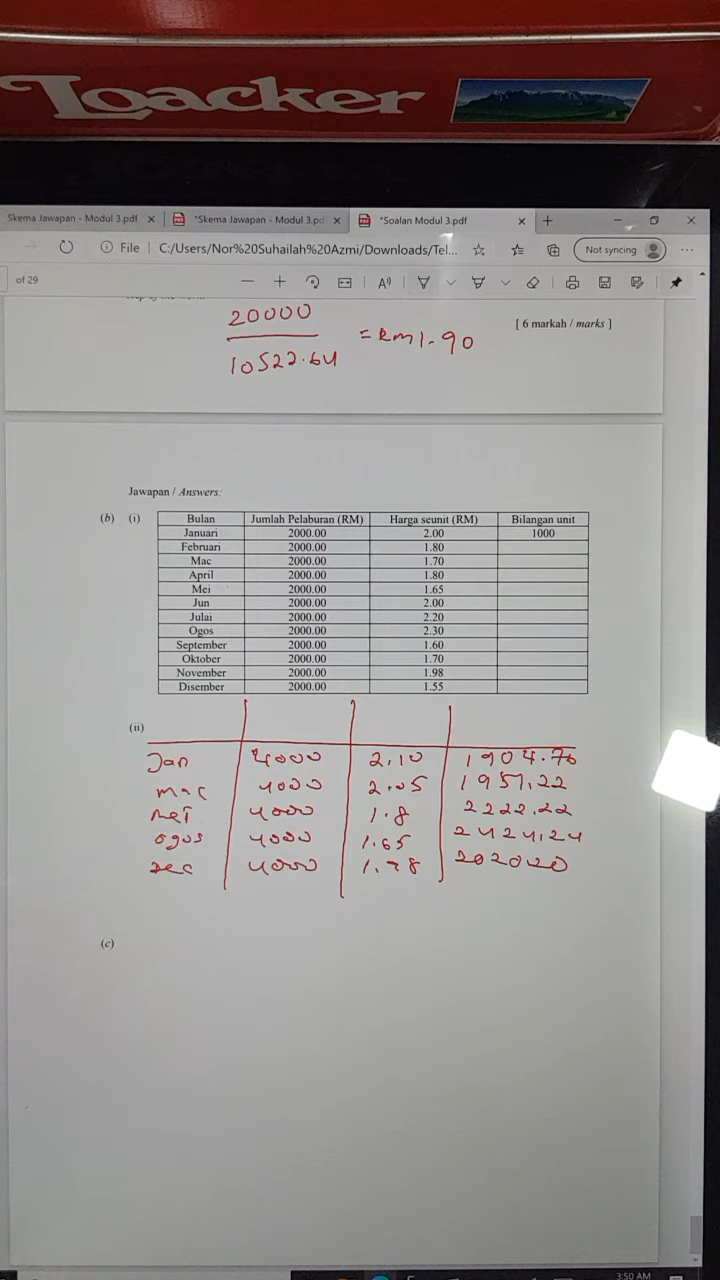 Loacker
Skema Jawapan - Modul 3.pdf × *Skema Jawapan - Modul 3.pd × *Soalan Modul 3.pdf ×
File C:/Users/Nor%20Suhailah%20Azmi/Downloads/Tel... Not syncing
of 29
20000
10522.64
= RM1.90
[ 6 markah / marks ]
Jawapan / Answers:
(b) (i)
Bulan Jumlah Pelaburan (RM) Harga seunit (RM) Bilangan unit
Januari 2000.00 2.00 1000
Februari 2000.00 1.80
Mac 2000.00 1.70
April 2000.00 1.80
Mei 2000.00 1.65
Jun 2000.00 2.00
Julai 2000.00 2.20
Ogos 2000.00 2.30
September 2000.00 1.60
Oktober 2000.00 1.70
November 2000.00 1.98
Disember 2000.00 1.55
(ii)
Jan 4000 2.10 1904.76
mac 4000 2.05 1951.22
mei 4000 1.8 2222.22
ogos 4000 1.65 2424.24
Dec 4000 1.98 202020
(c)
3:50 AM